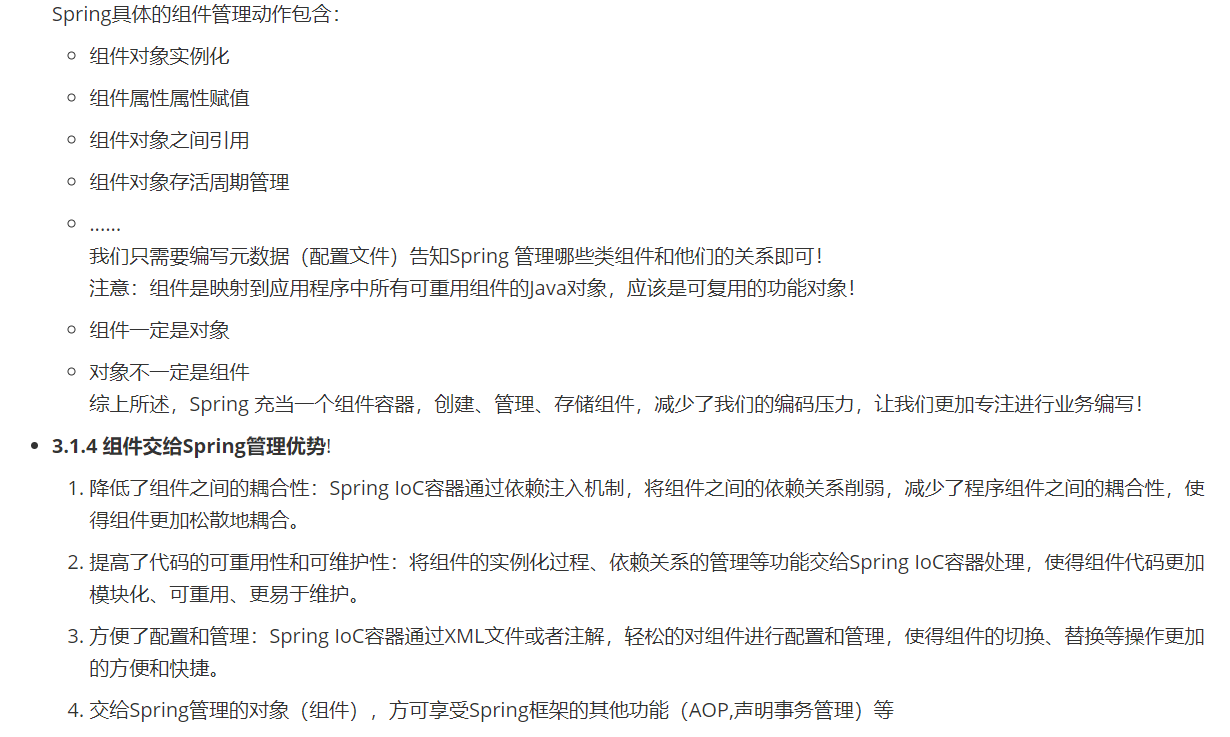 Spring具体的组件管理动作包含：
组件对象实例化
组件属性属性赋值
组件对象之间引用
组件对象存活周期管理
......
我们只需要编写元数据（配置文件）告知Spring 管理哪些类组件和他们的关系即可！
注意：组件是映射到应用程序中所有可重用组件的Java对象，应该是可复用的功能对象！
组件一定是对象
对象不一定是组件
综上所述，Spring 充当一个组件容器，创建、管理、存储组件，减少了我们的编码压力，让我们更加专注进行业务编写！
3.1.4 组件交给Spring管理优势!
1. 降低了组件之间的耦合性：Spring IoC容器通过依赖注入机制，将组件之间的依赖关系削弱，减少了程序组件之间的耦合性，使
得组件更加松散地耦合。
2. 提高了代码的可重用性和可维护性：将组件的实例化过程、依赖关系的管理等功能交给Spring IoC容器处理，使得组件代码更加
模块化、可重用、更易于维护。
3. 方便了配置和管理：Spring IoC容器通过XML文件或者注解，轻松的对组件进行配置和管理，使得组件的切换、替换等操作更加
的方便和快捷。
4. 交给Spring管理的对象（组件），方可享受Spring框架的其他功能（AOP,声明事务管理）等